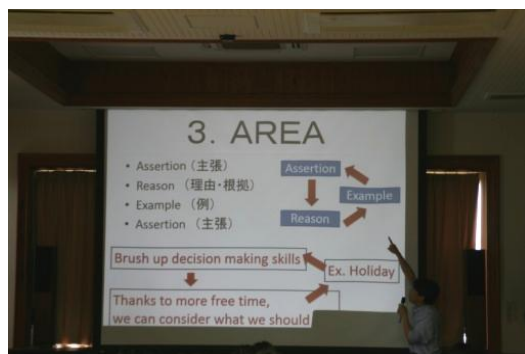 3. AREA
• Assertion (主張)
• Reason (理由・根拠)
• Example (例)
• Assertion (主張)
Assertion
Example
Reason
Brush up decision making skills
Ex. Holiday
Thanks to more free time,
we can consider what we should